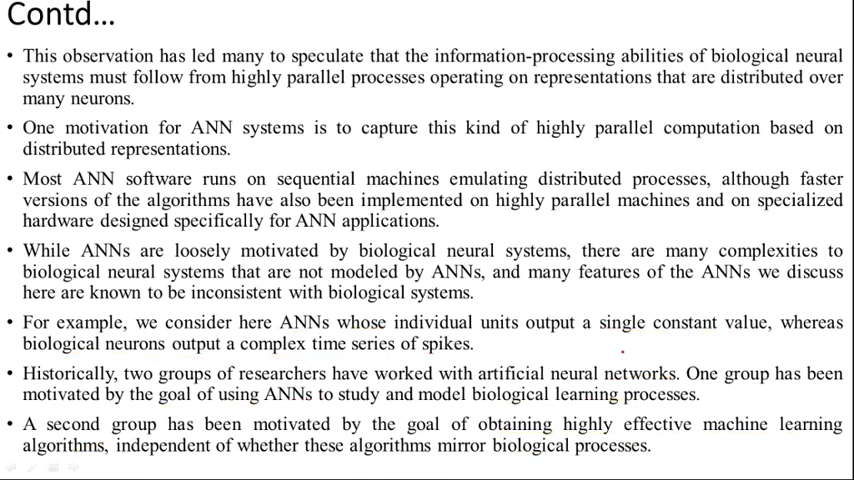 Contd...
• This observation has led many to speculate that the information-processing abilities of biological neural
systems must follow from highly parallel processes operating on representations that are distributed over
many neurons.
• One motivation for ANN systems is to capture this kind of highly parallel computation based on
distributed representations.
• Most ANN software runs on sequential machines emulating distributed processes, although faster
versions of the algorithms have also been implemented on highly parallel machines and on specialized
hardware designed specifically for ANN applications.
• While ANNs are loosely motivated by biological neural systems, there are many complexities to
biological neural systems that are not modeled by ANNs, and many features of the ANNs we discuss
here are known to be inconsistent with biological systems.
• For example, we consider here ANNs whose individual units output a single constant value, whereas
biological neurons output a complex time series of spikes.
• Historically, two groups of researchers have worked with artificial neural networks. One group has been
motivated by the goal of using ANNs to study and model biological learning processes.
• A second group has been motivated by the goal of obtaining highly effective machine learning
algorithms, independent of whether these algorithms mirror biological processes.